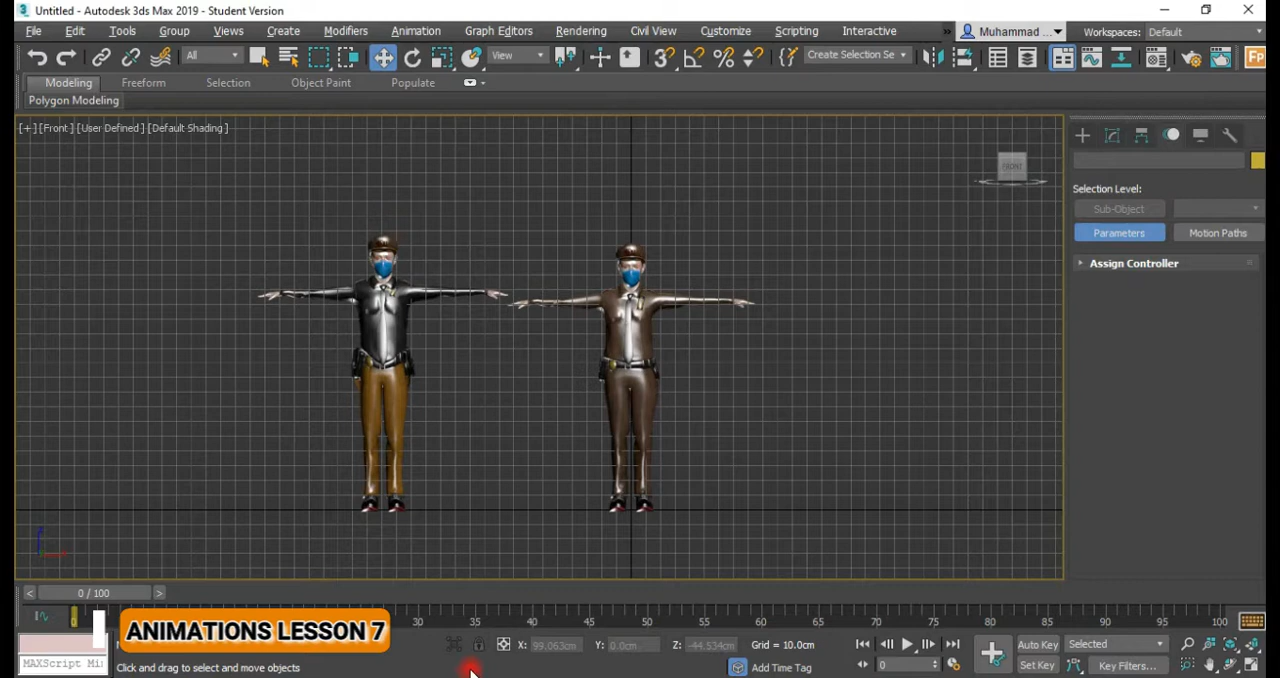 Untitled - Autodesk 3ds Max 2019 - Student Version
File Edit Tools Group Views Create Modifiers Animation Graph Editors Rendering Civil View Customize Scripting Interactive » Muhammad ... Workspaces: Default
All View Create Selection Se
Modeling Freeform Selection Object Paint Populate
Polygon Modeling
[+] [Front ] [User Defined ] [Default Shading ]
FRONT
Selection Level:
Sub-Object
Parameters Motion Paths
Assign Controller
< 0 / 100 >
0 30 35 40 45 50 55 60 65 70 75 80 85 90 95 100
ANIMATIONS LESSON 7
X: 99.063cm Y: 0.0cm Z: -44.534cm Grid = 10.0cm Auto Key Selected
MAXScript Mi Click and drag to select and move objects Add Time Tag 0 Set Key Key Filters...